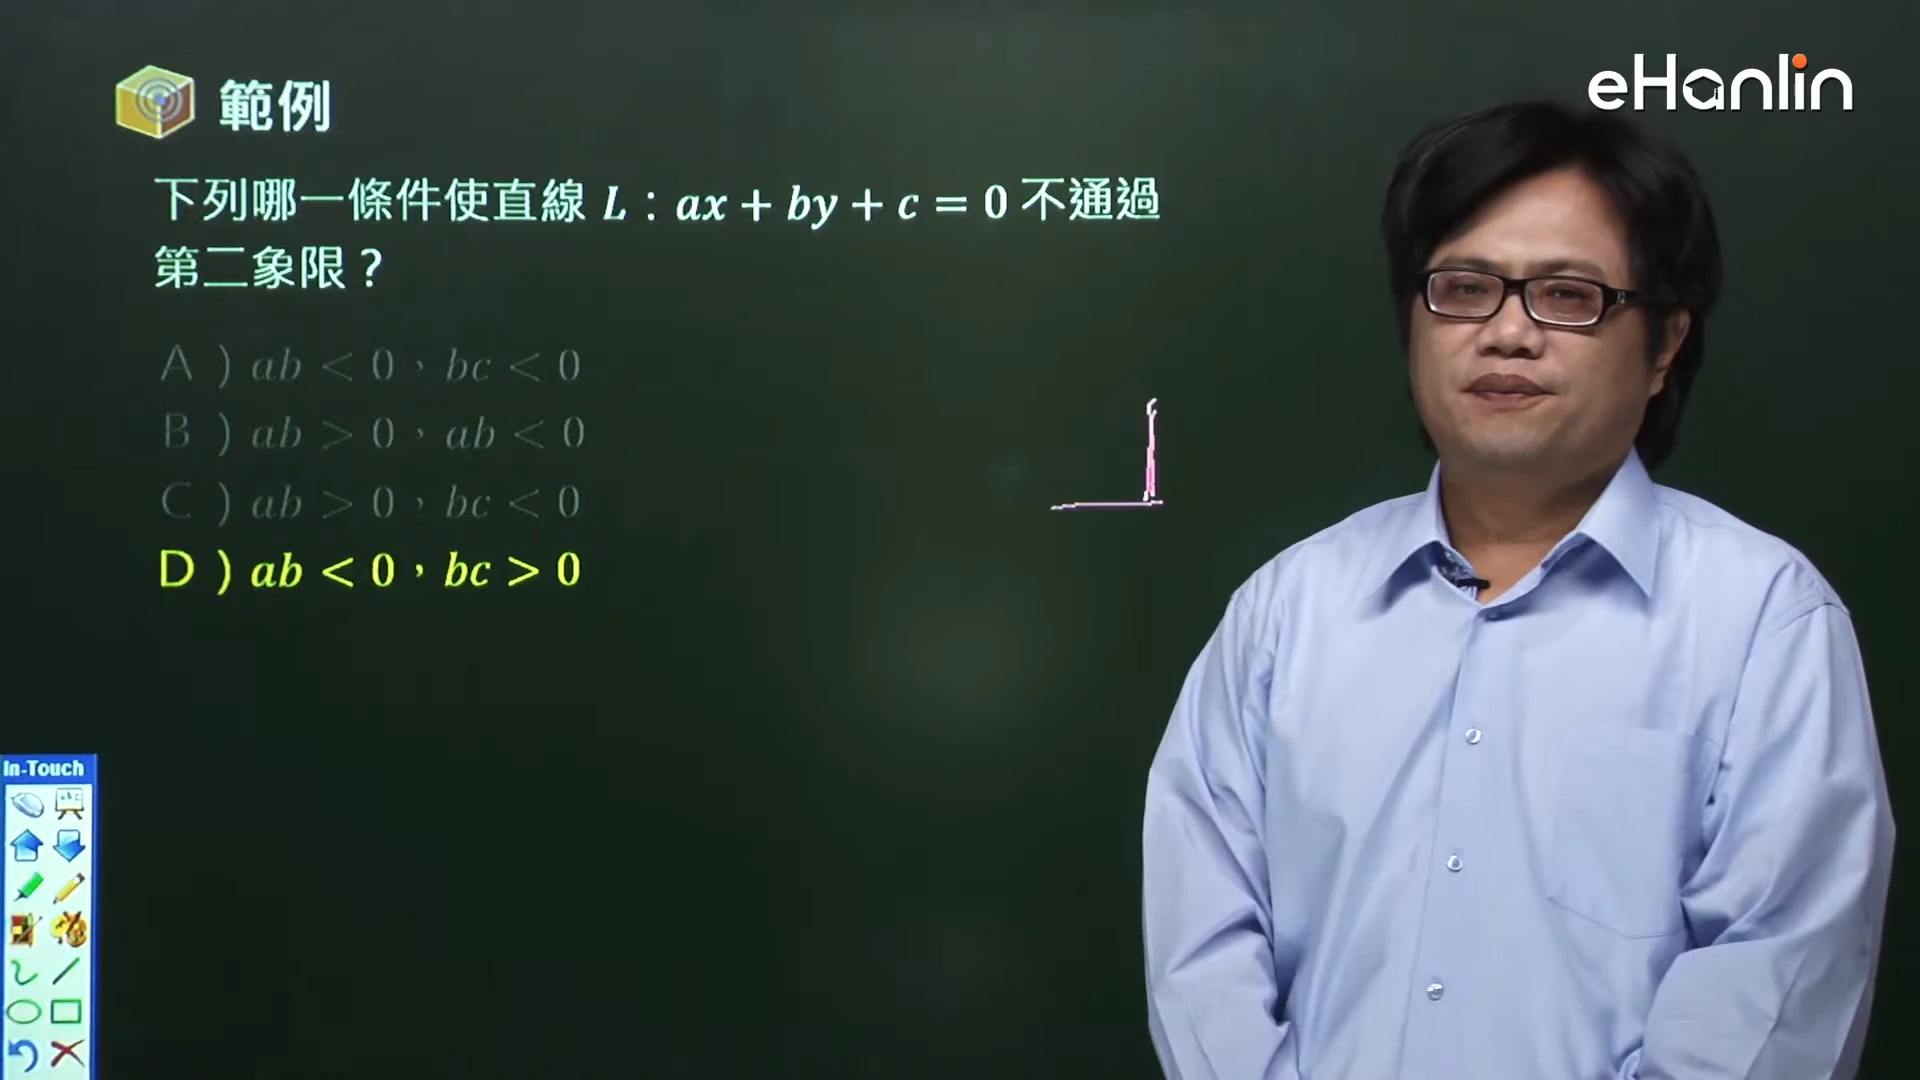 eHanlin
範例
下列哪一條件使直線 L：ax + by + c = 0 不通過
第二象限？
A ) ab < 0，bc < 0
B ) ab > 0，ab < 0
C ) ab > 0，bc < 0
D ) ab < 0，bc > 0
In-Touch
abc